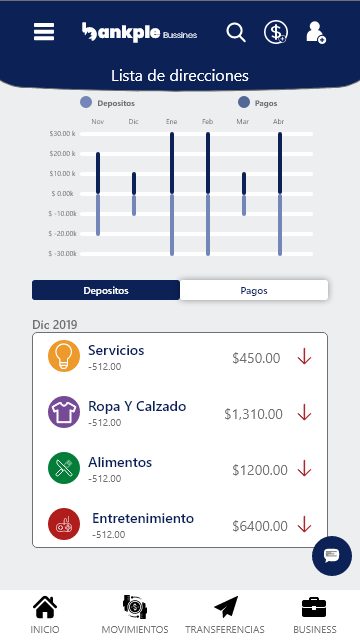 bankple Bussines
Lista de direcciones
Depositos Pagos
Nov Dic Ene Feb Mar Abr
$30.00 k
$20.00 k
$10.00 k
$ 0.00k
$ -10.00k
$ -20.00k
$ -30.00k
Depositos Pagos
Dic 2019
Servicios
-512.00
$450.00
Ropa Y Calzado
-512.00
$1,310.00
Alimentos
-512.00
$1200.00
Entretenimiento
-512.00
$6400.00
INICIO MOVIMIENTOS TRANSFERENCIAS BUSINESS